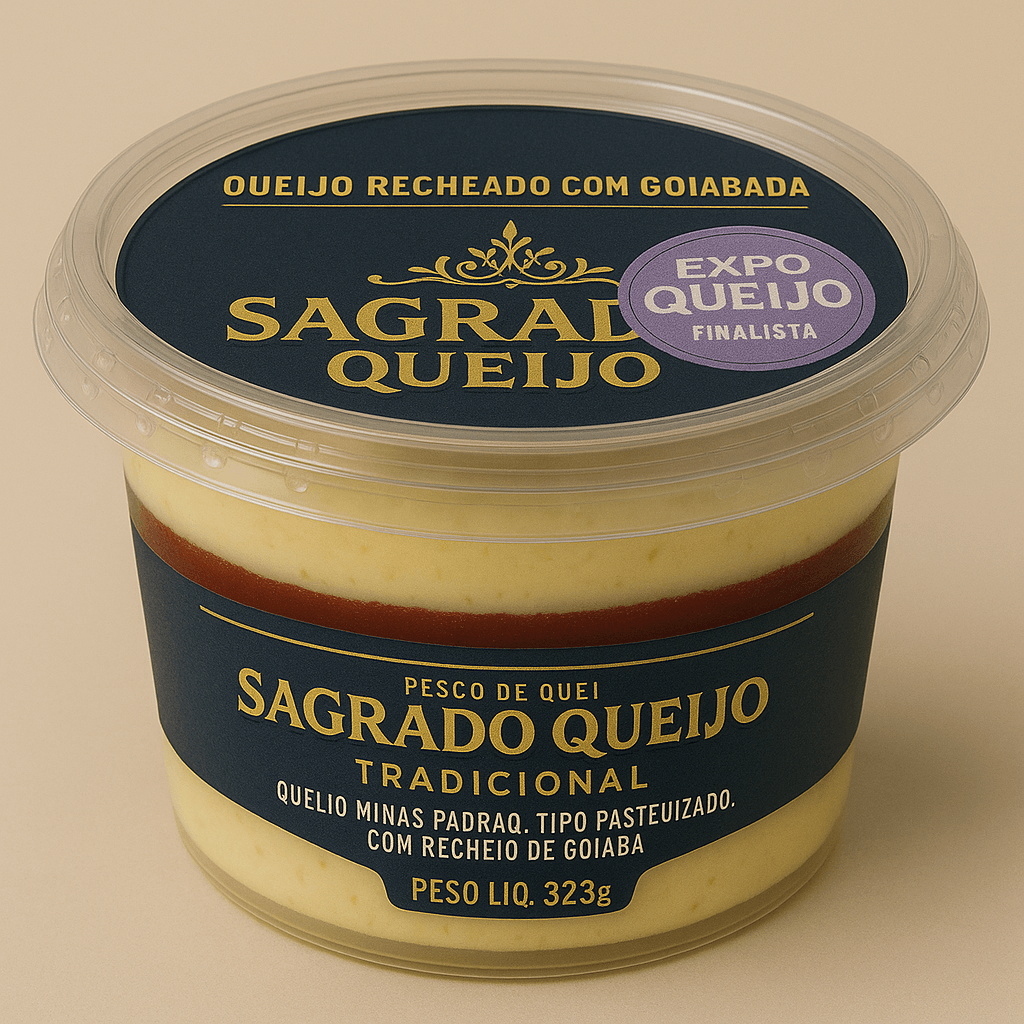 QUEIJO RECHEADO COM GOIABADA
SAGRAD
QUEIJO
EXPO
QUEIJO
FINALISTA
PESCO DE QUEI
SAGRADO QUEIJO
TRADICIONAL
QUELIO MINAS PADRAQ. TIPO PASTEUIZADO.
COM RECHEIO DE GOIABA
PESO LIQ. 323g